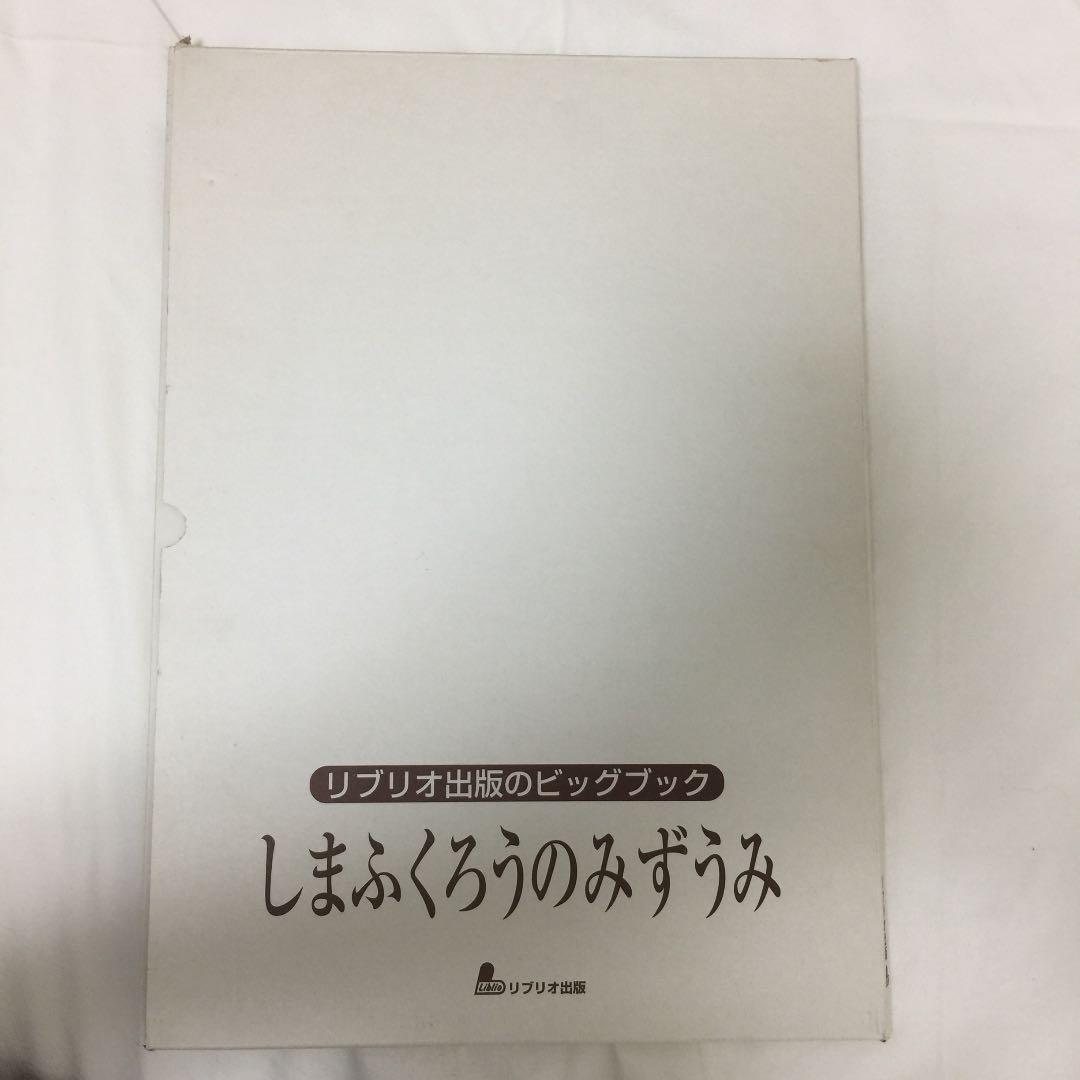 リブリオ出版のビッグブック
しまふくろうのみずうみ
Liblio リブリオ出版